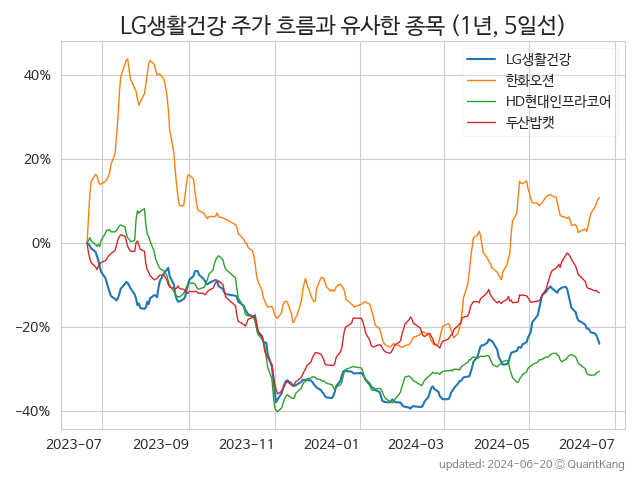 LG생활건강 주가 흐름과 유사한 종목 (1년, 5일선)
LG생활건강
한화오션
HD현대인프라코어
두산밥캣
40%
20%
0%
−20%
−40%
2023-07 2023-09 2023-11 2024-01 2024-03 2024-05 2024-07
updated: 2024-06-20 © QuantKang